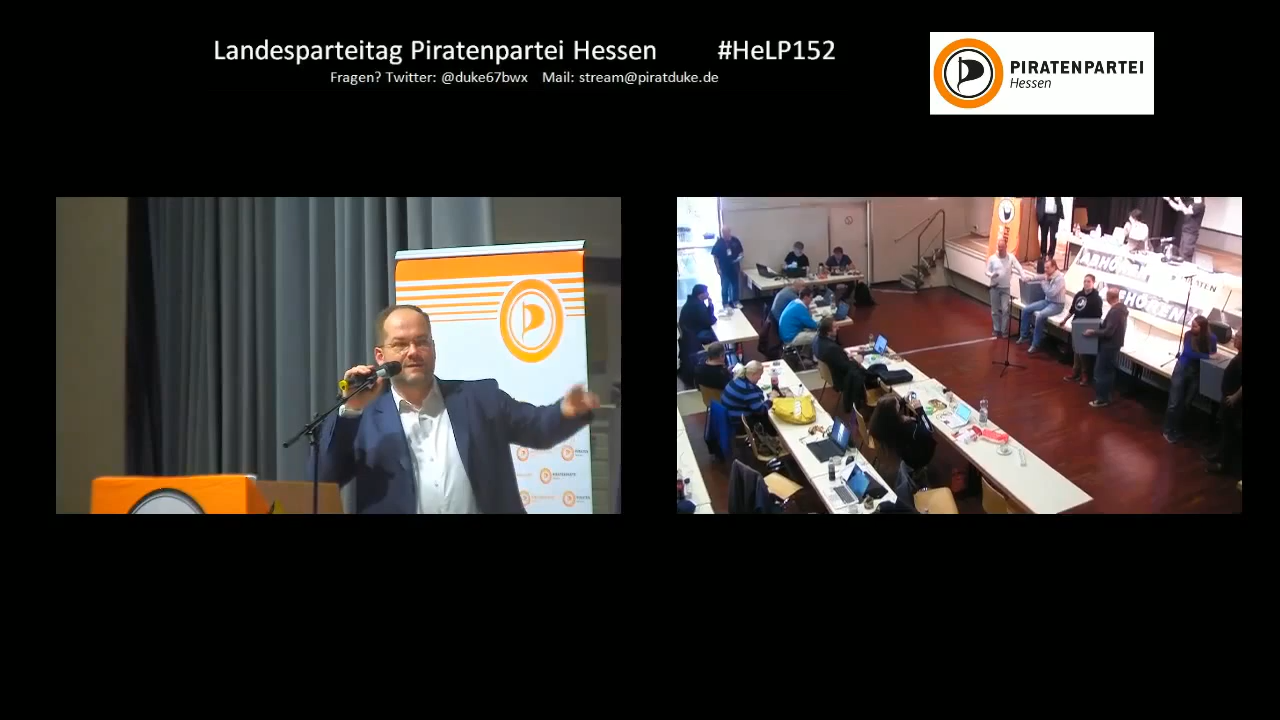 Landesparteitag Piratenpartei Hessen #HeLP152
Fragen? Twitter: @duke67bwx Mail: stream@piratduke.de
PIRATENPARTEI
Hessen